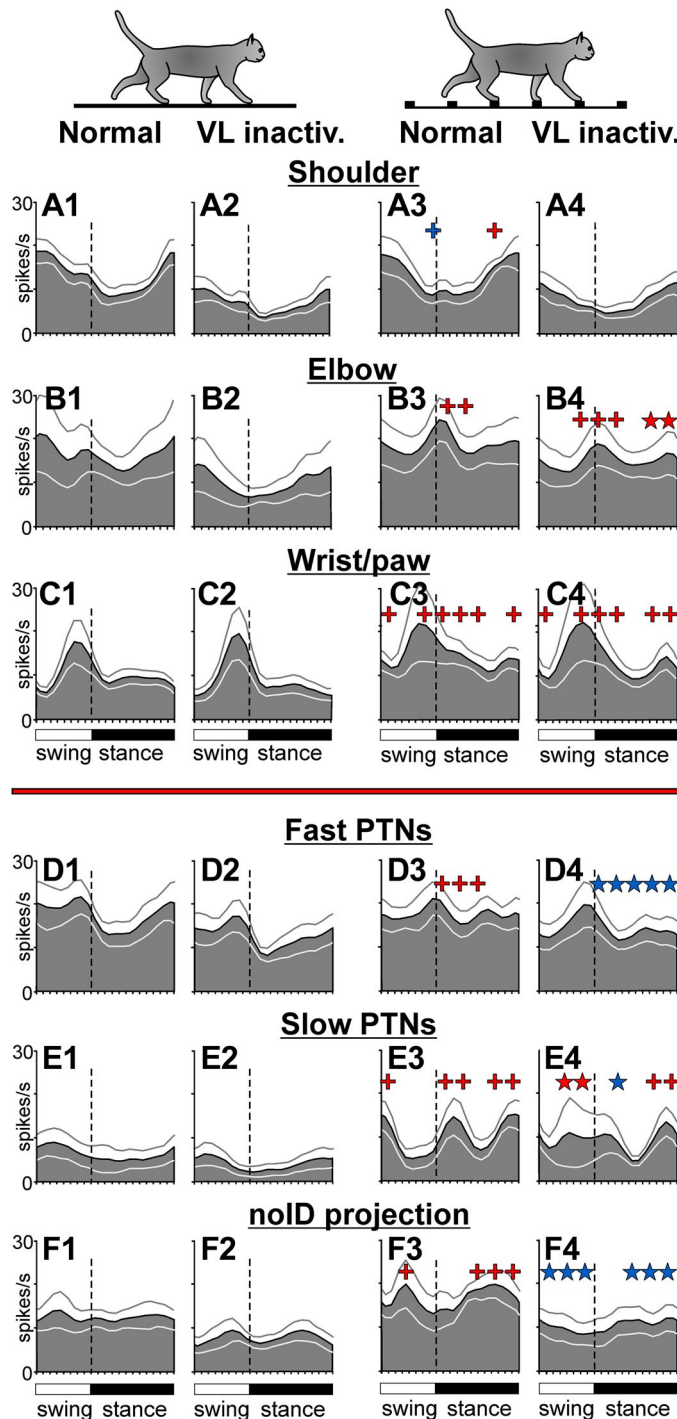 Normal VL inactiv. Normal VL inactiv.
Shoulder
30 A1 A2 A3 A4
spikes/s
0
Elbow
30 B1 B2 B3 B4
spikes/s
0
Wrist/paw
30 C1 C2 C3 C4
spikes/s
0
swing stance swing stance swing stance swing stance
Fast PTNs
30 D1 D2 D3 D4
spikes/s
0
Slow PTNs
30 E1 E2 E3 E4
spikes/s
0
noID projection
30 F1 F2 F3 F4
spikes/s
0
swing stance swing stance swing stance swing stance